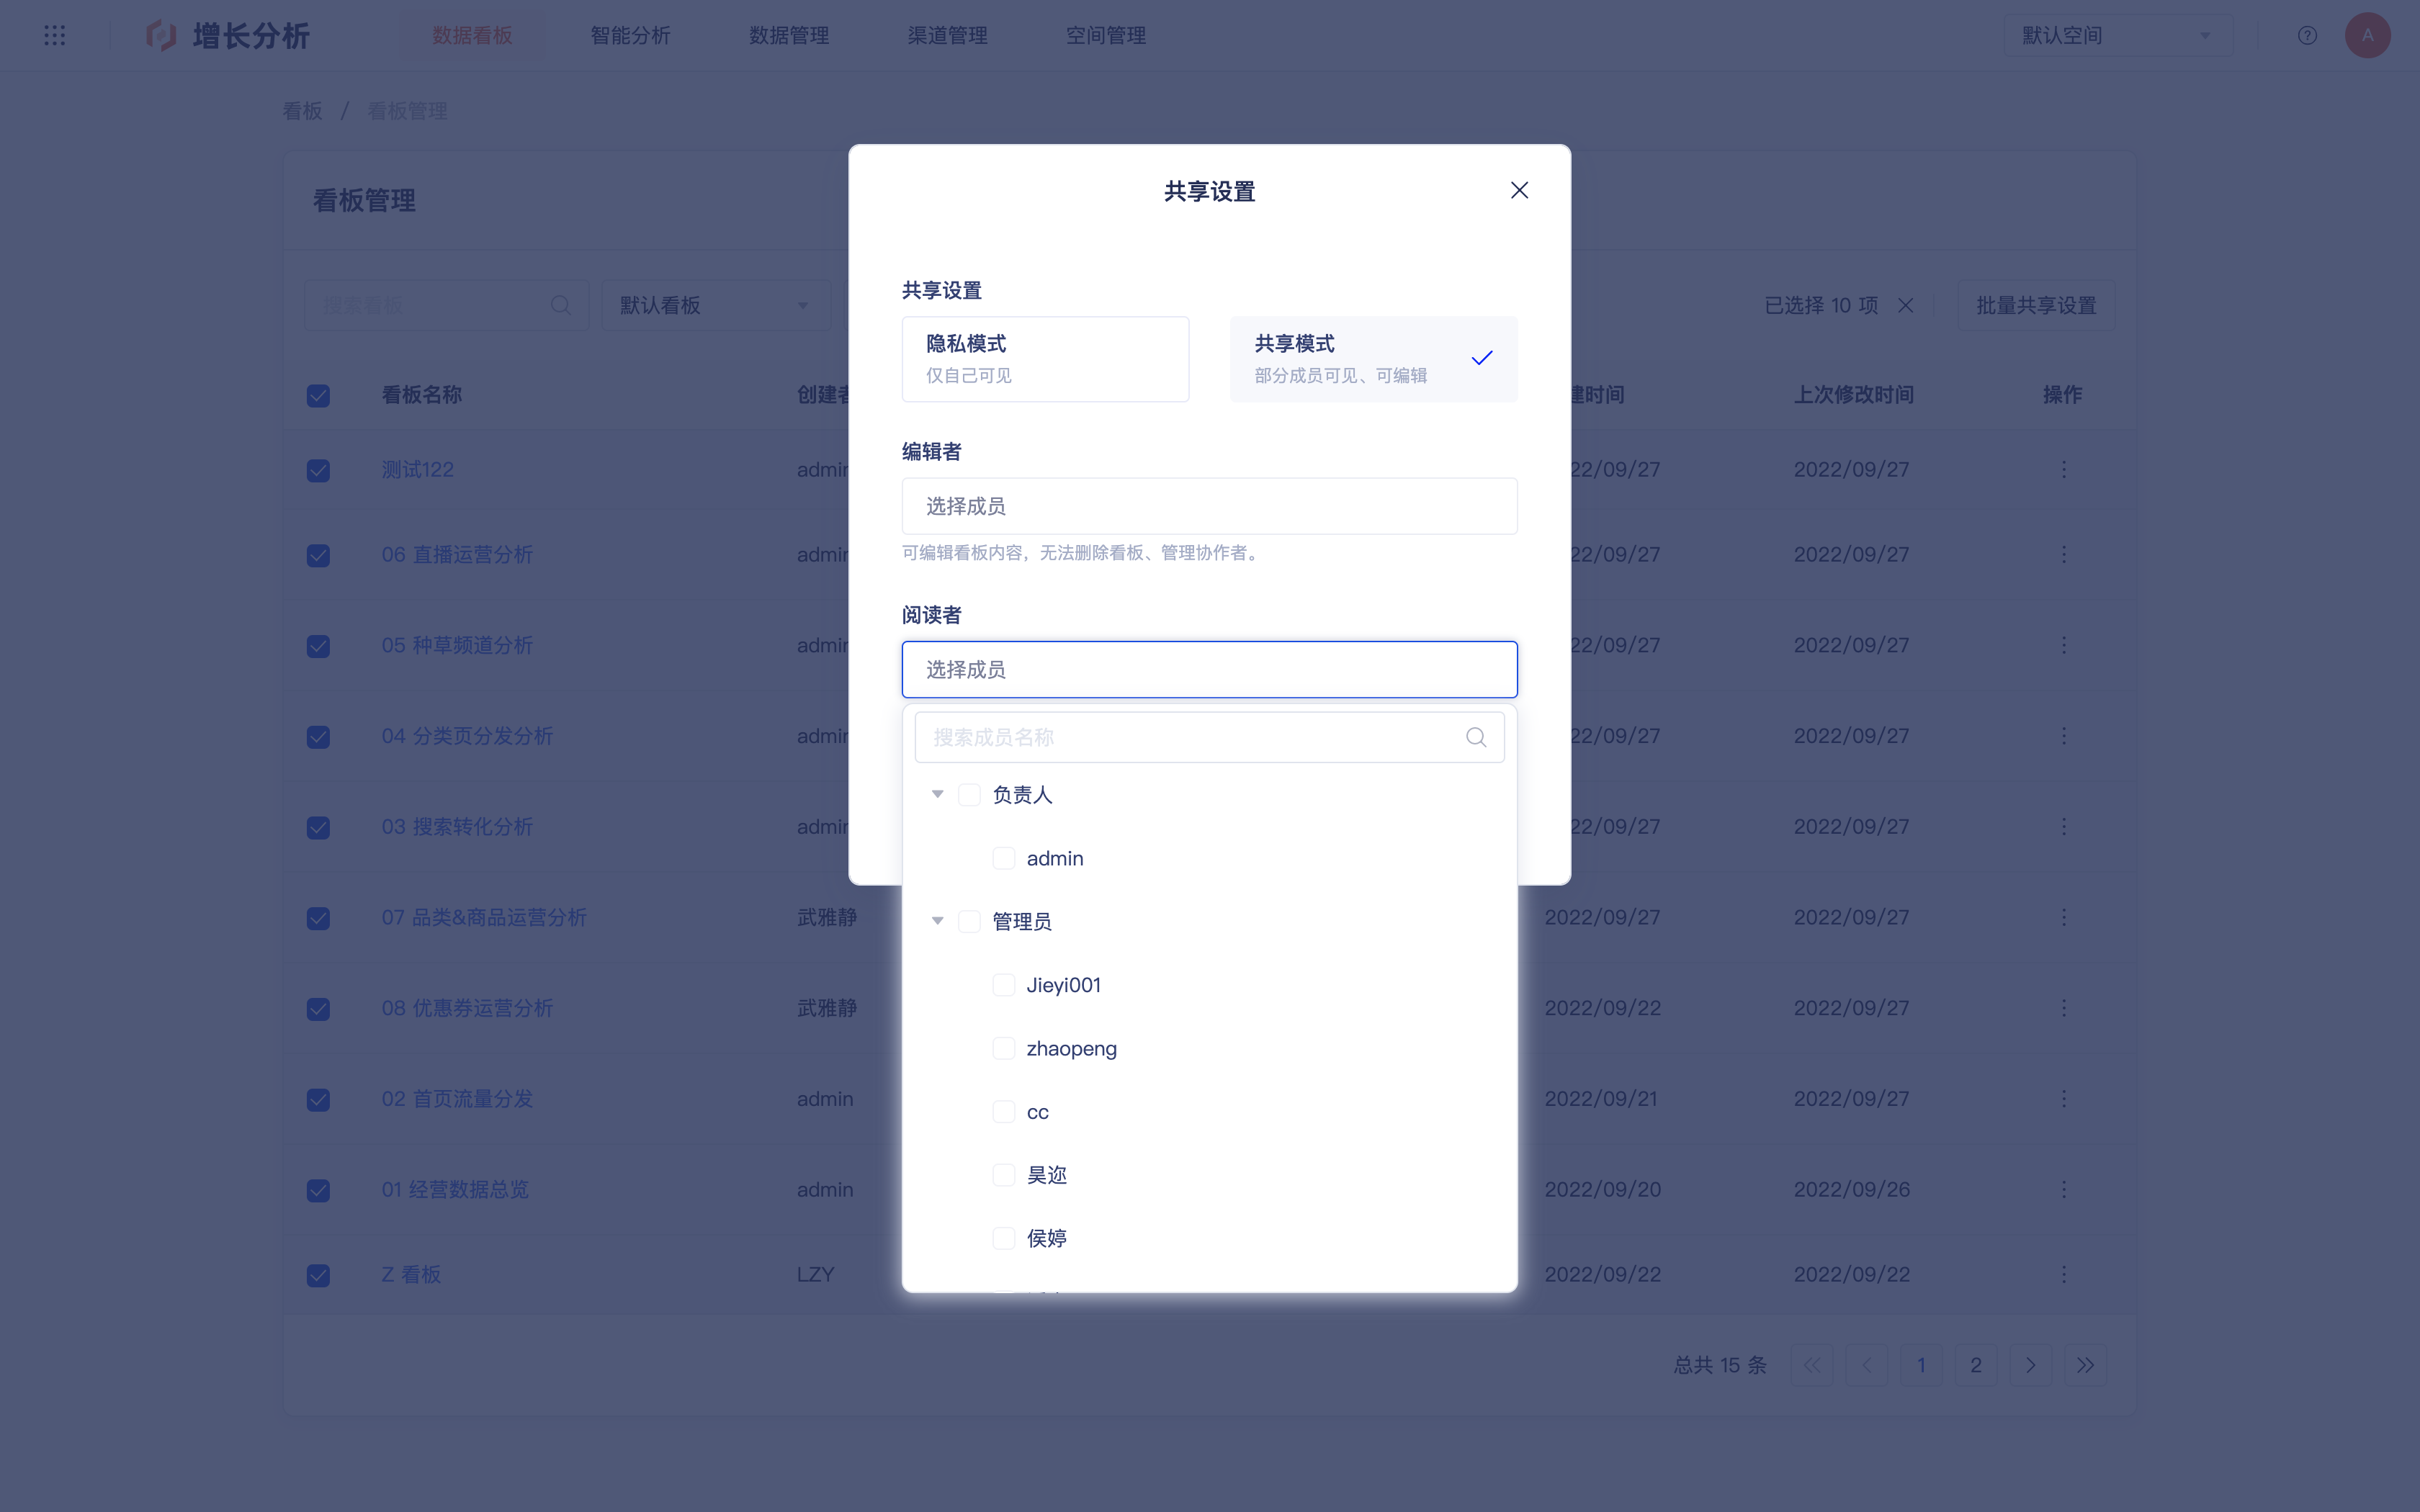 增长分析
数据看板
智能分析
数据管理
渠道管理
空间管理
默认空间
A
看板 / 看板管理
看板管理
搜索看板
默认看板
已选择 10 项
批量共享设置
看板名称 创建者 建时间 上次修改时间 操作
测试122 admin 22/09/27 2022/09/27
06 直播运营分析 admin 22/09/27 2022/09/27
05 种草频道分析 admin 22/09/27 2022/09/27
04 分类页分发分析 admin 22/09/27 2022/09/27
03 搜索转化分析 admin 22/09/27 2022/09/27
07 品类&商品运营分析 武雅静 2022/09/27 2022/09/27
08 优惠券运营分析 武雅静 2022/09/22 2022/09/27
02 首页流量分发 admin 2022/09/21 2022/09/27
01 经营数据总览 admin 2022/09/20 2022/09/26
Z 看板 LZY 2022/09/22 2022/09/22
总共 15 条
1
2
共享设置
共享设置
隐私模式
仅自己可见
共享模式
部分成员可见、可编辑
编辑者
选择成员
可编辑看板内容，无法删除看板、管理协作者。
阅读者
选择成员
搜索成员名称
负责人
admin
管理员
Jieyi001
zhaopeng
cc
昊迩
侯婷